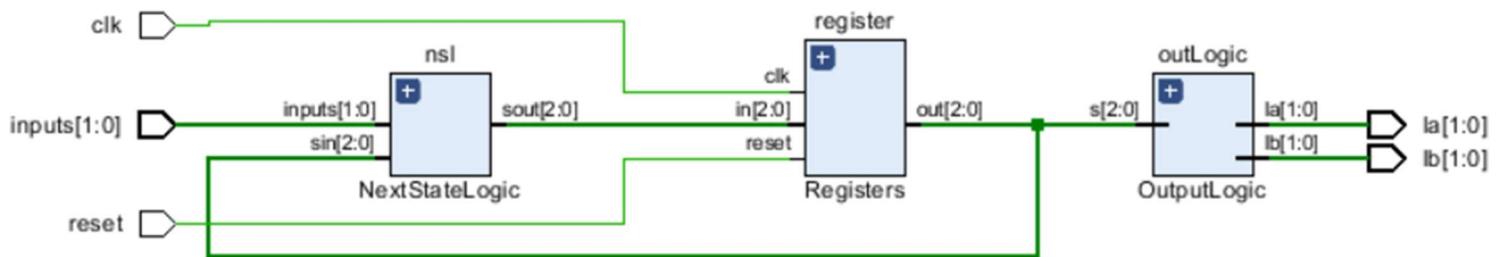 clk
inputs[1:0]
reset
nsl
inputs[1:0]
sin[2:0]
sout[2:0]
NextStateLogic
register
clk
in[2:0]
reset
out[2:0]
Registers
outLogic
s[2:0]
la[1:0]
lb[1:0]
OutputLogic
la[1:0]
lb[1:0]